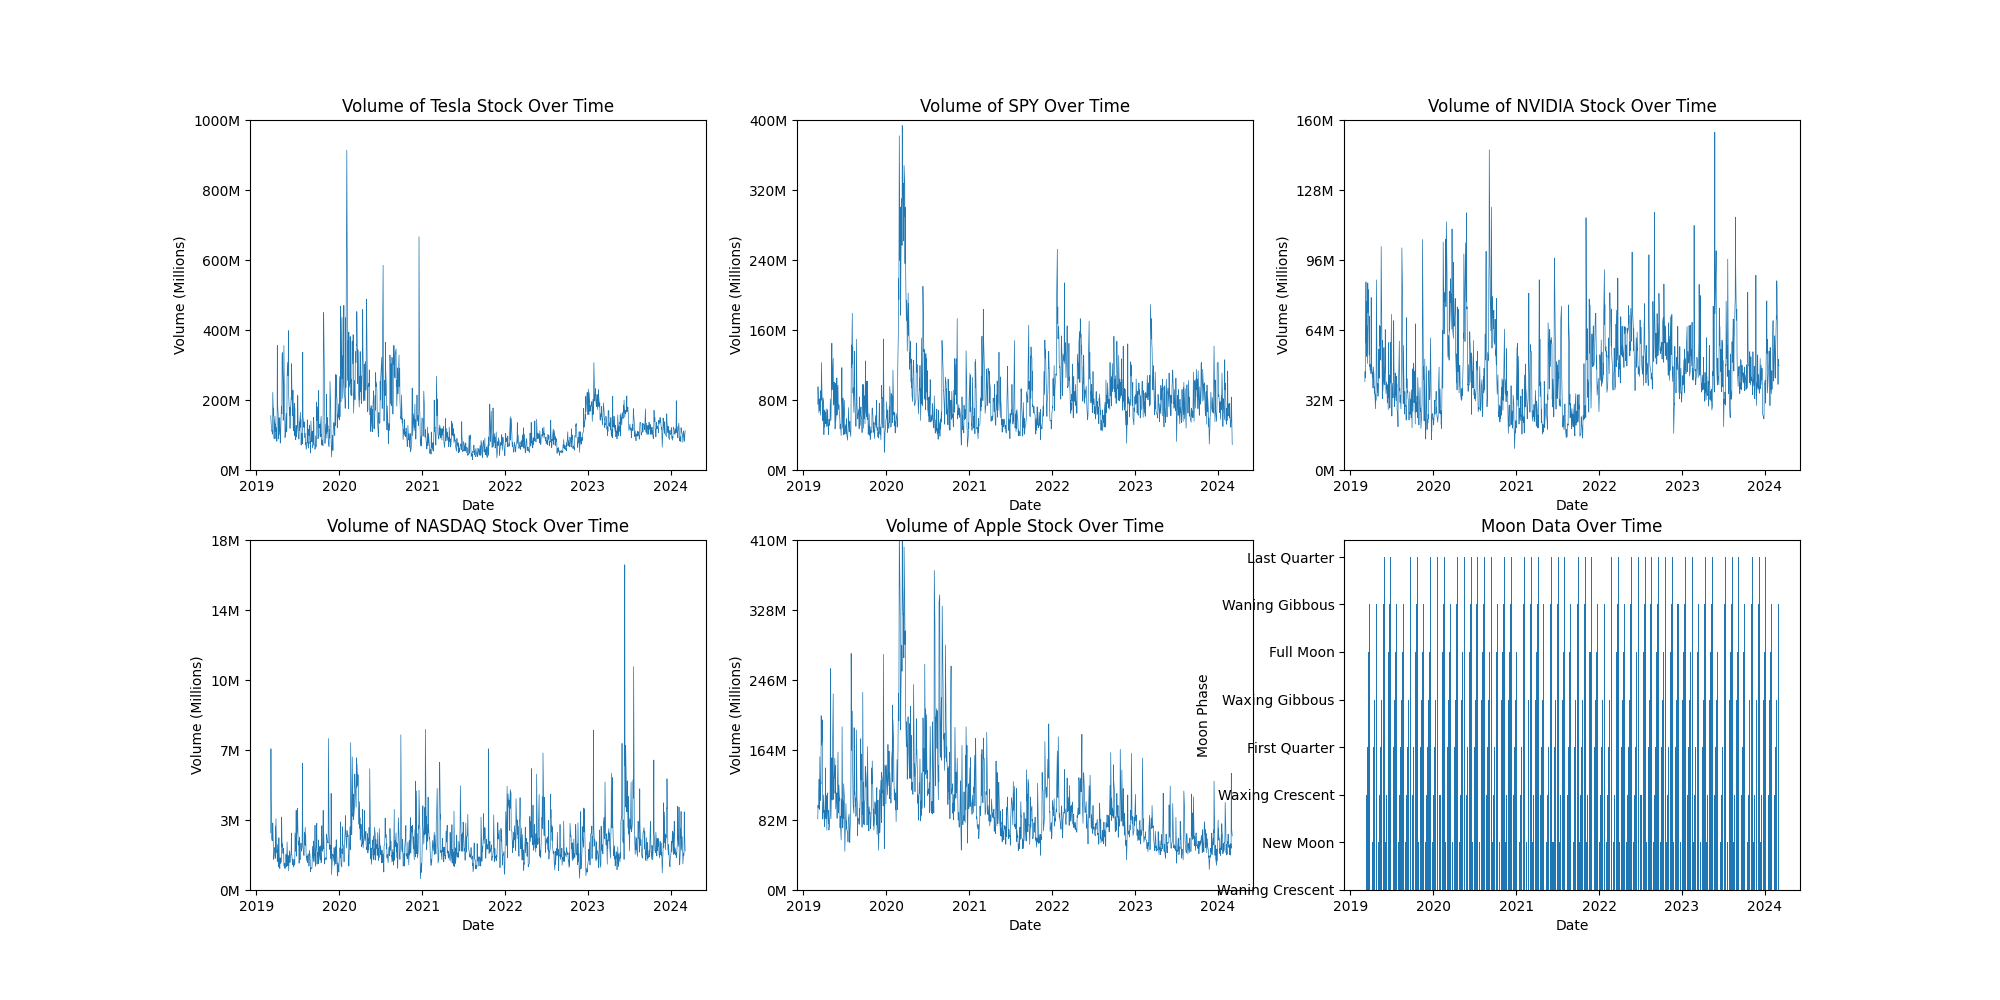 Volume of Tesla Stock Over Time
1000M
800M
600M
400M
200M
0M
Volume (Millions)
2019 2020 2021 2022 2023 2024
Date
Volume of SPY Over Time
400M
320M
240M
160M
80M
0M
Volume (Millions)
2019 2020 2021 2022 2023 2024
Date
Volume of NVIDIA Stock Over Time
160M
128M
96M
64M
32M
0M
Volume (Millions)
2019 2020 2021 2022 2023 2024
Date
Volume of NASDAQ Stock Over Time
18M
14M
10M
7M
3M
0M
Volume (Millions)
2019 2020 2021 2022 2023 2024
Date
Volume of Apple Stock Over Time
410M
328M
246M
164M
82M
0M
Volume (Millions)
2019 2020 2021 2022 2023 2024
Date
Moon Data Over Time
Last Quarter
Waning Gibbous
Full Moon
Waxing Gibbous
First Quarter
Waxing Crescent
New Moon
Waning Crescent
Moon Phase
2019 2020 2021 2022 2023 2024
Date